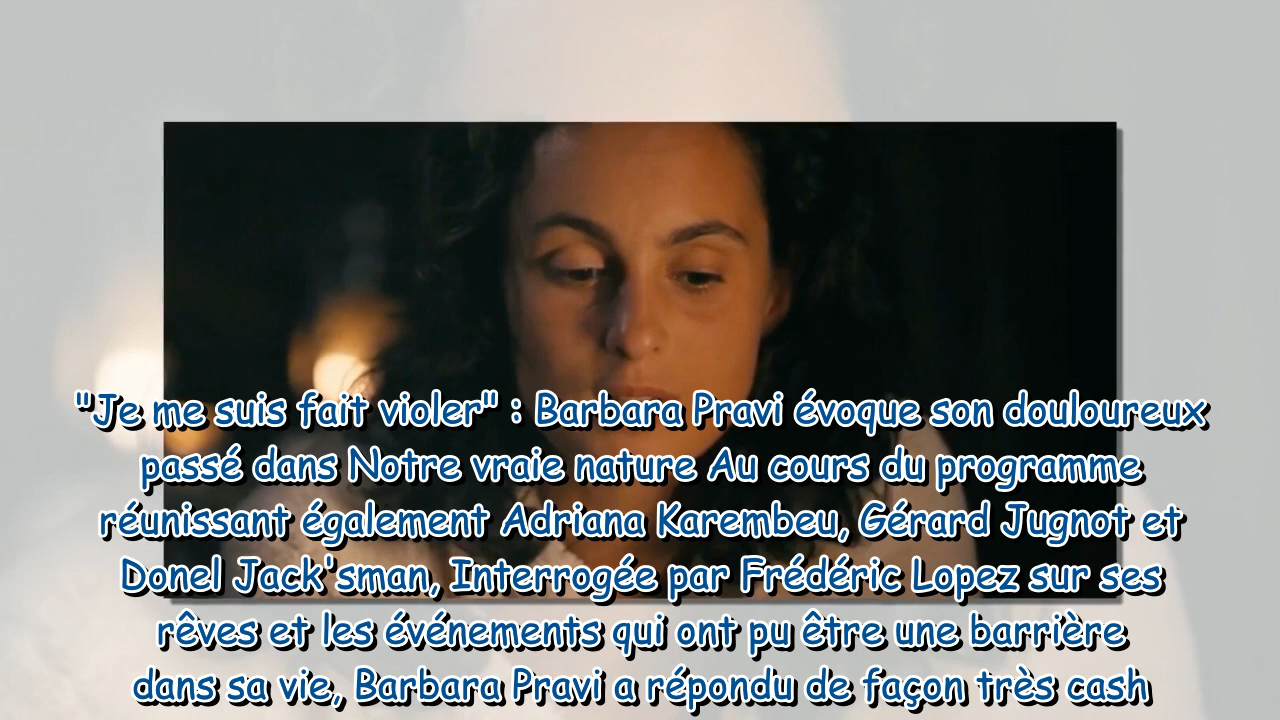 "Je me suis fait violer" : Barbara Pravi évoque son douloureux
passé dans Notre vraie nature Au cours du programme
réunissant également Adriana Karembeu, Gérard Jugnot et
Donel Jack'sman, Interrogée par Frédéric Lopez sur ses
rêves et les événements qui ont pu être une barrière
dans sa vie, Barbara Pravi a répondu de façon très cash